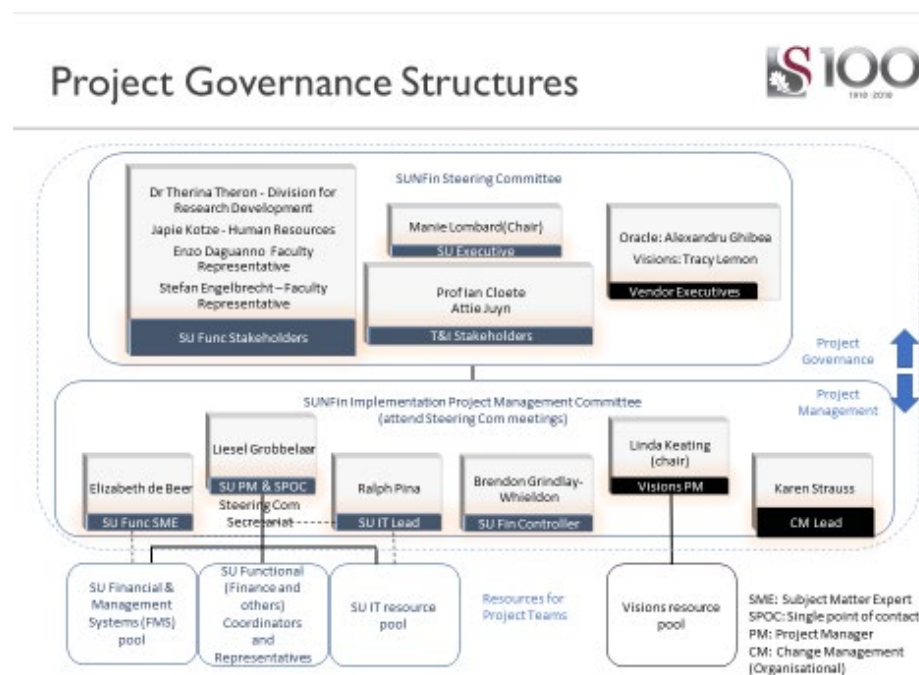 Project Governance Structures
S100
1918·2018
SUNFin Steering Committee
Dr Therina Theron - Division for
Research Development
Japie Kotze - Human Resources
Enzo Daguanno Faculty
Representative
Stefan Engelbrecht – Faculty
Representative
SU Func Stakeholders
Manie Lombard(Chair)
SU Executive
Prof Ian Cloete
Attie Juyn
T&I Stakeholders
Oracle: Alexandru Ghibea
Visions: Tracy Lemon
Vendor Executives
Project
Governance
Project
Management
SUNFin Implementation Project Management Committee
(attend Steering Com meetings)
Elizabeth de Beer
SU Func SME
Liesel Grobbelaar
SU PM & SPOC
Steering Com
Secretariat
Ralph Pina
SU IT Lead
Brendon Grindlay-
Whieldon
SU Fin Controller
Linda Keating
(chair)
Visions PM
Karen Strauss
CM Lead
SU Financial &
Management
Systems (FMS)
pool
SU Functional
(Finance and
others)
Coordinators
and
Representatives
SU IT resource
pool
Resources for
Project Teams
Visions resource
pool
SME: Subject Matter Expert
SPOC: Single point of contact
PM: Project Manager
CM: Change Management
(Organisational)